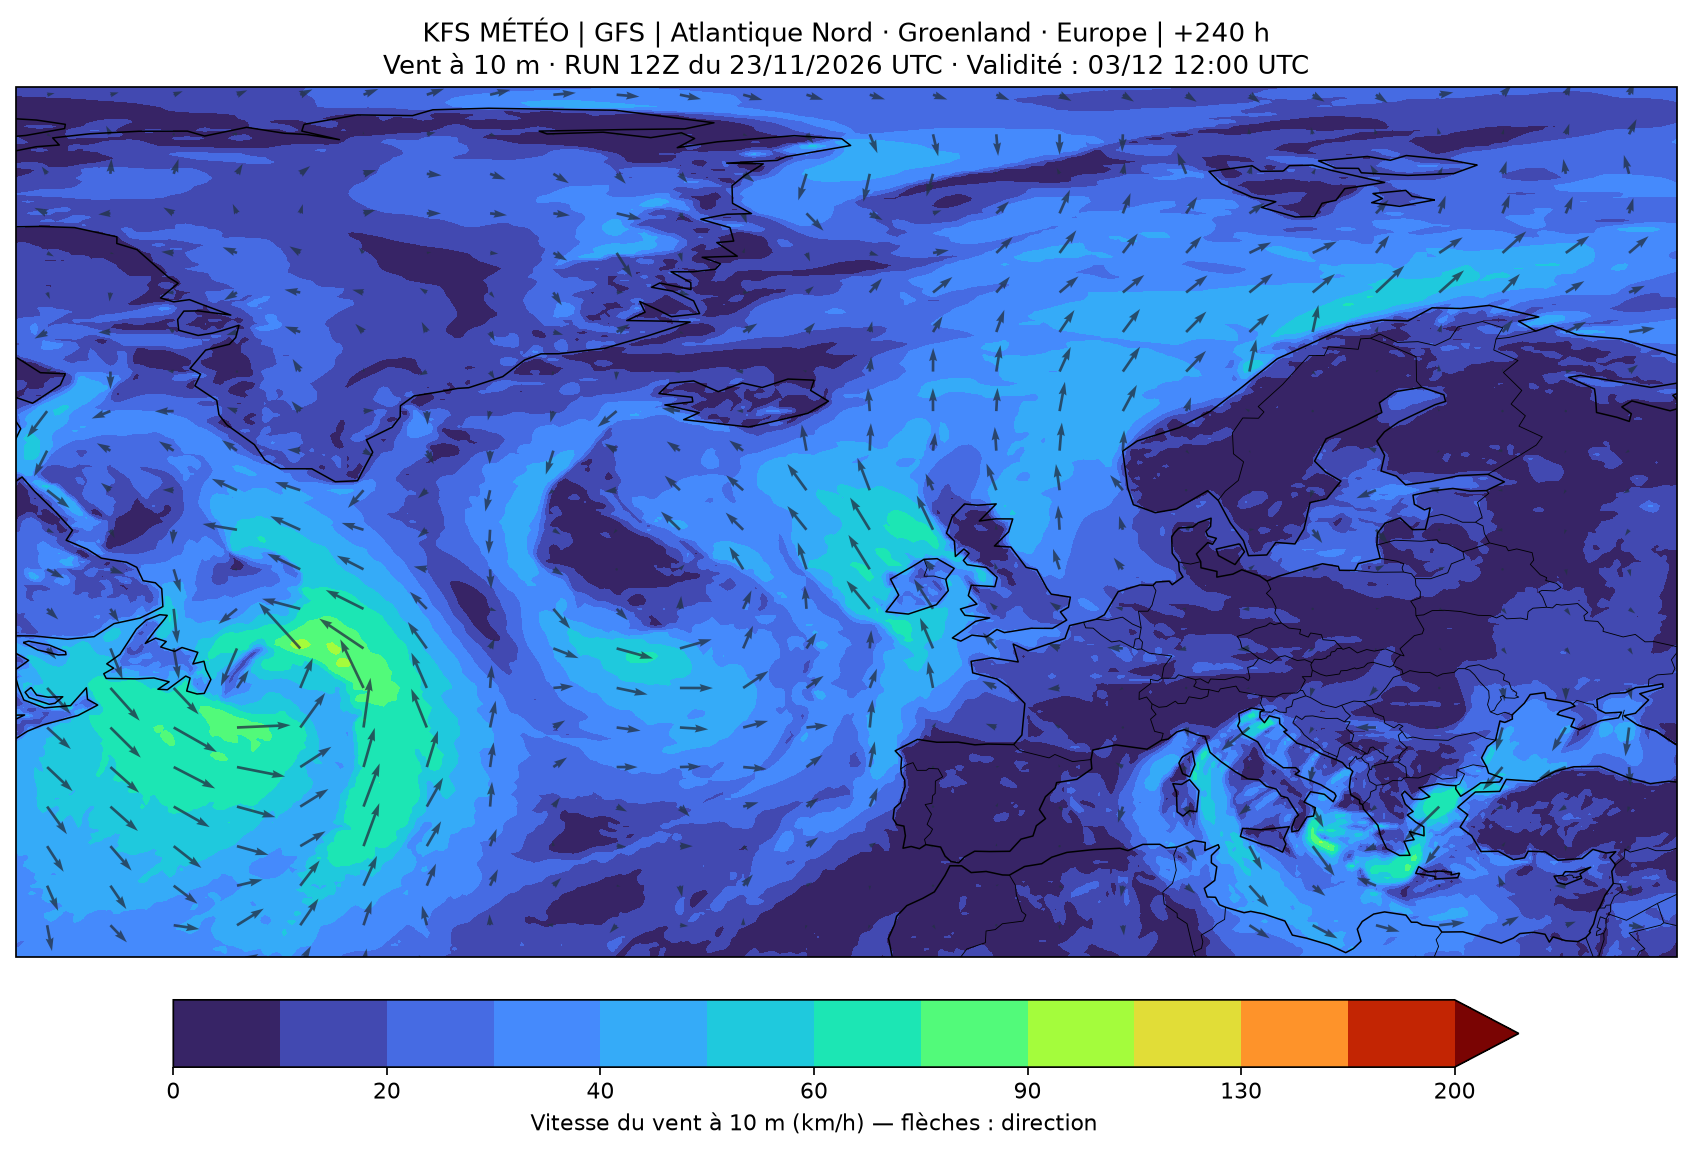 KFS MÉTÉO | GFS | Atlantique Nord · Groenland · Europe | +240 h
Vent à 10 m · RUN 12Z du 23/11/2026 UTC · Validité : 03/12 12:00 UTC
0 20 40 60 90 130 200
Vitesse du vent à 10 m (km/h) — flèches : direction